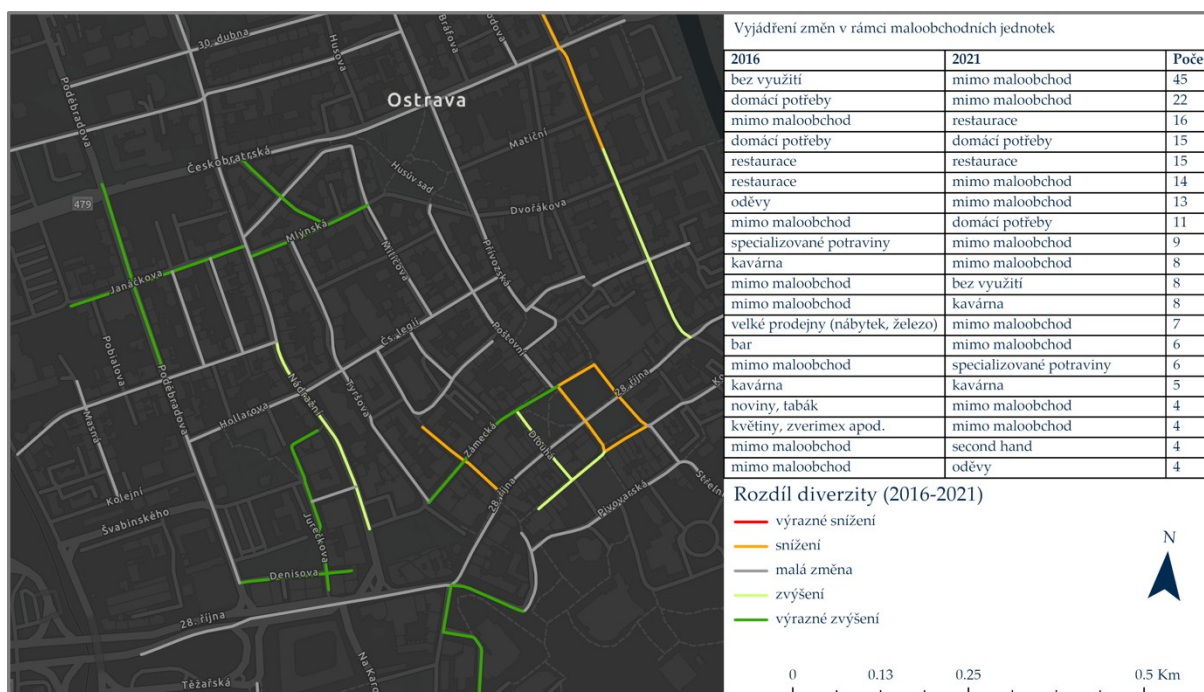 30. dubna
Husova
Bráfova
Poděbradova
Ostrava
Českobratrská
Matiční
Husův sad
479
Dvořákova
Mlýnská
Milíčova
Přívozská
Janáčkova
Čs. legií
Poštovní
Pobialova
Poděbradova
Nádražní
Tyršova
28. října
Hollarova
Masná
Zámecká
Dlouhá
28. října
Kolejní
Švabinského
Jurečkova
Pivovarská
Střelni
Denisova
28. října
Na Karo
Těžařská
Vyjádření změn v rámci maloobchodních jednotek
2016 2021 Poče
bez využití mimo maloobchod 45
domácí potřeby mimo maloobchod 22
mimo maloobchod restaurace 16
domácí potřeby domácí potřeby 15
restaurace restaurace 15
restaurace mimo maloobchod 14
oděvy mimo maloobchod 13
mimo maloobchod domácí potřeby 11
specializované potraviny mimo maloobchod 9
kavárna mimo maloobchod 8
mimo maloobchod bez využití 8
mimo maloobchod kavárna 8
velké prodejny (nábytek, železo) mimo maloobchod 7
bar mimo maloobchod 6
mimo maloobchod specializované potraviny 6
kavárna kavárna 5
noviny, tabák mimo maloobchod 4
květiny, zverimex apod. mimo maloobchod 4
mimo maloobchod second hand 4
mimo maloobchod oděvy 4
Rozdíl diverzity (2016-2021)
výrazné snížení
snížení
malá změna
zvýšení
výrazné zvýšení
N
0 0.13 0.25 0.5 Km